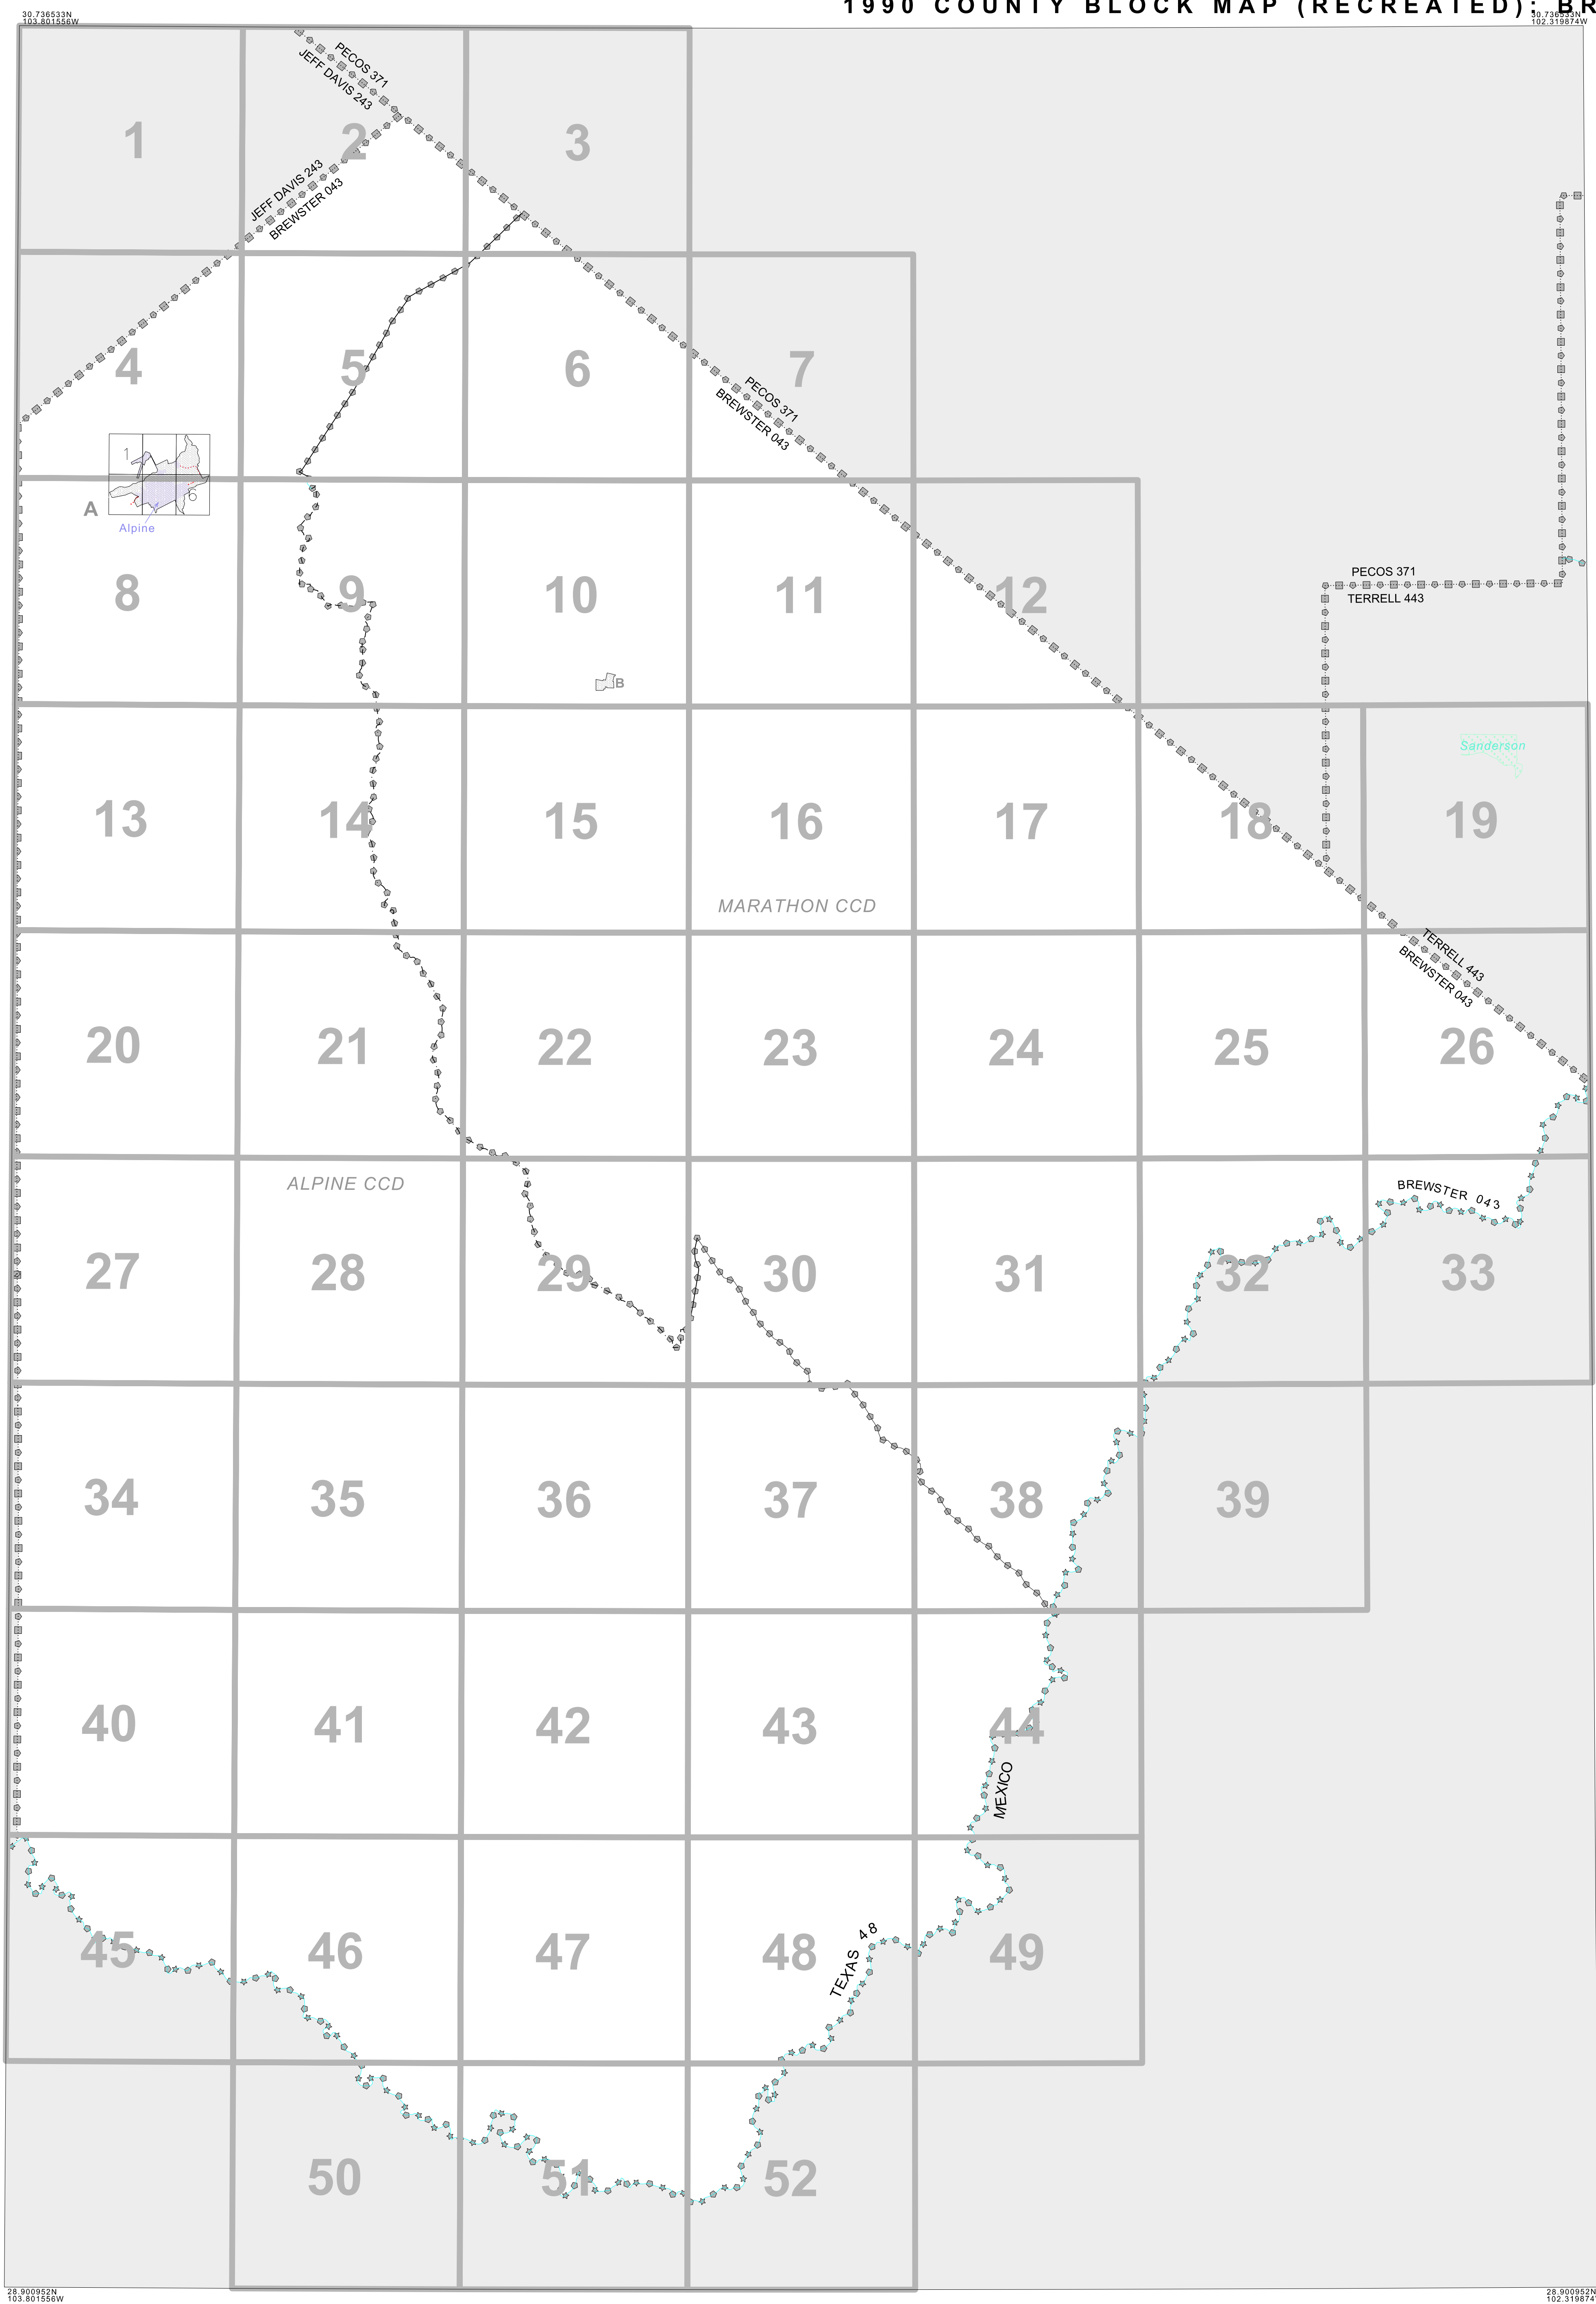 1990 COUNTY BLOCK MAP (RECREATED): BR
30.736533N
103.801556W
30.736533N
102.319874W
PECOS 371
JEFF DAVIS 243
1
2
3
JEFF DAVIS 243
BREWSTER 043
4
5
6
7
PECOS 371
BREWSTER 043
1
6
A
Alpine
PECOS 371
TERRELL 443
8
9
10
11
12
B
Sanderson
13
14
15
16
17
18
19
MARATHON CCD
TERRELL 443
BREWSTER 043
20
21
22
23
24
25
26
ALPINE CCD
BREWSTER 043
27
28
29
30
31
32
33
34
35
36
37
38
39
40
41
42
43
44
MEXICO
TEXAS 48
45
46
47
48
49
50
51
52
28.900952N
103.801556W
28.900952N
102.319874